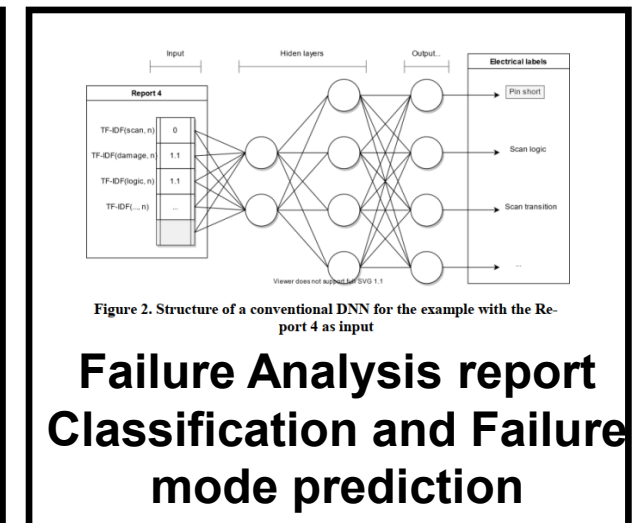 Input
Hiden layers
Output...
Electrical labels
Report 4
Pin short
TF-IDF(scan, n) 0
TF-IDF(damage, n) 1.1
Scan logic
TF-IDF(logic, n) 1.1
TF-IDF(..., n) ...
Scan transition
...
Viewer does not support full SVG 1.1
Figure 2. Structure of a conventional DNN for the example with the Re-
port 4 as input
Failure Analysis report
Classification and Failure
mode prediction